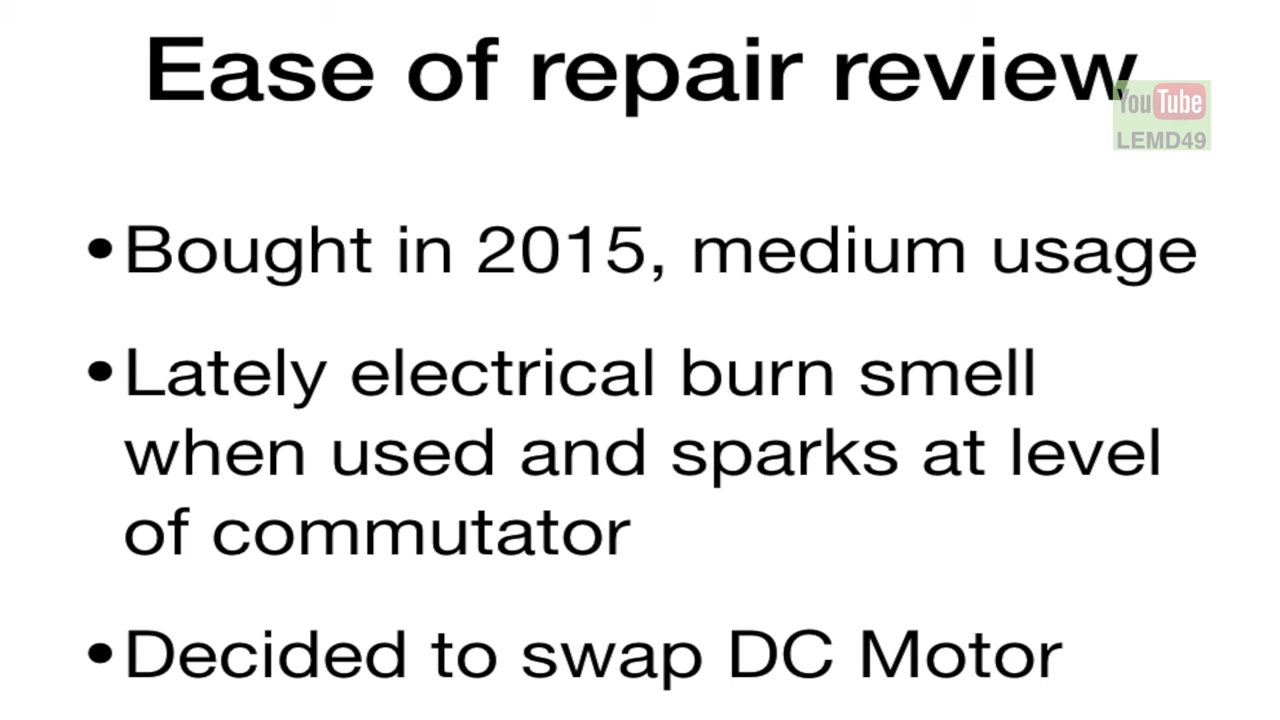 Ease of repair review
YouTube
LEMD49
•Bought in 2015, medium usage
•Lately electrical burn smell
when used and sparks at level
of commutator
•Decided to swap DC Motor